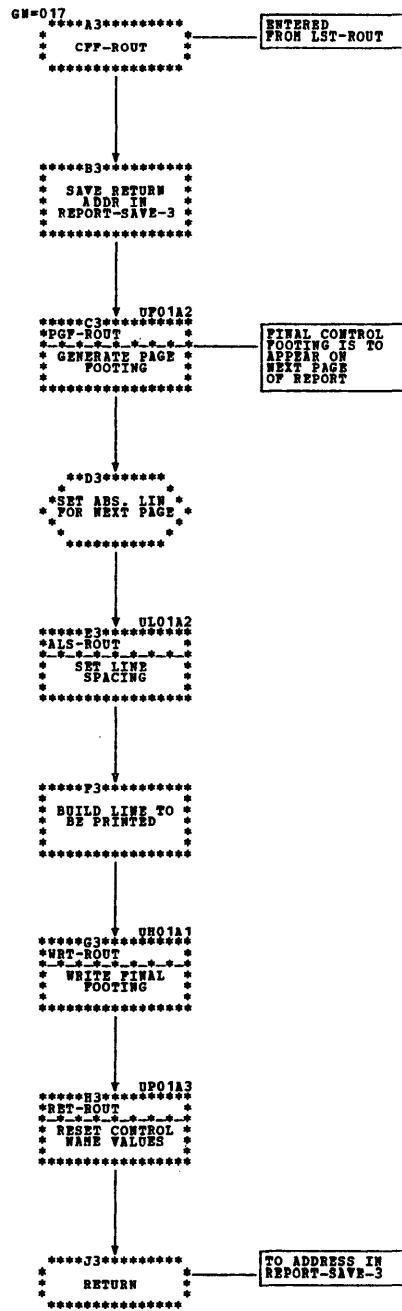 GN=017
A3
CFF-ROUT
ENTERED
FROM LST-ROUT
B3
SAVE RETURN
ADDR IN
REPORT-SAVE-3
UF01A2
C3
PGF-ROUT
GENERATE PAGE
FOOTING
FINAL CONTROL
FOOTING IS TO
APPEAR ON
NEXT PAGE
OF REPORT
D3
SET ABS. LIN
FOR NEXT PAGE
UL01A2
E3
ALS-ROUT
SET LINE
SPACING
F3
BUILD LINE TO
BE PRINTED
UH01A1
G3
WRT-ROUT
WRITE FINAL
FOOTING
UP01A3
H3
RET-ROUT
RESET CONTROL
NAME VALUES
J3
RETURN
TO ADDRESS IN
REPORT-SAVE-3